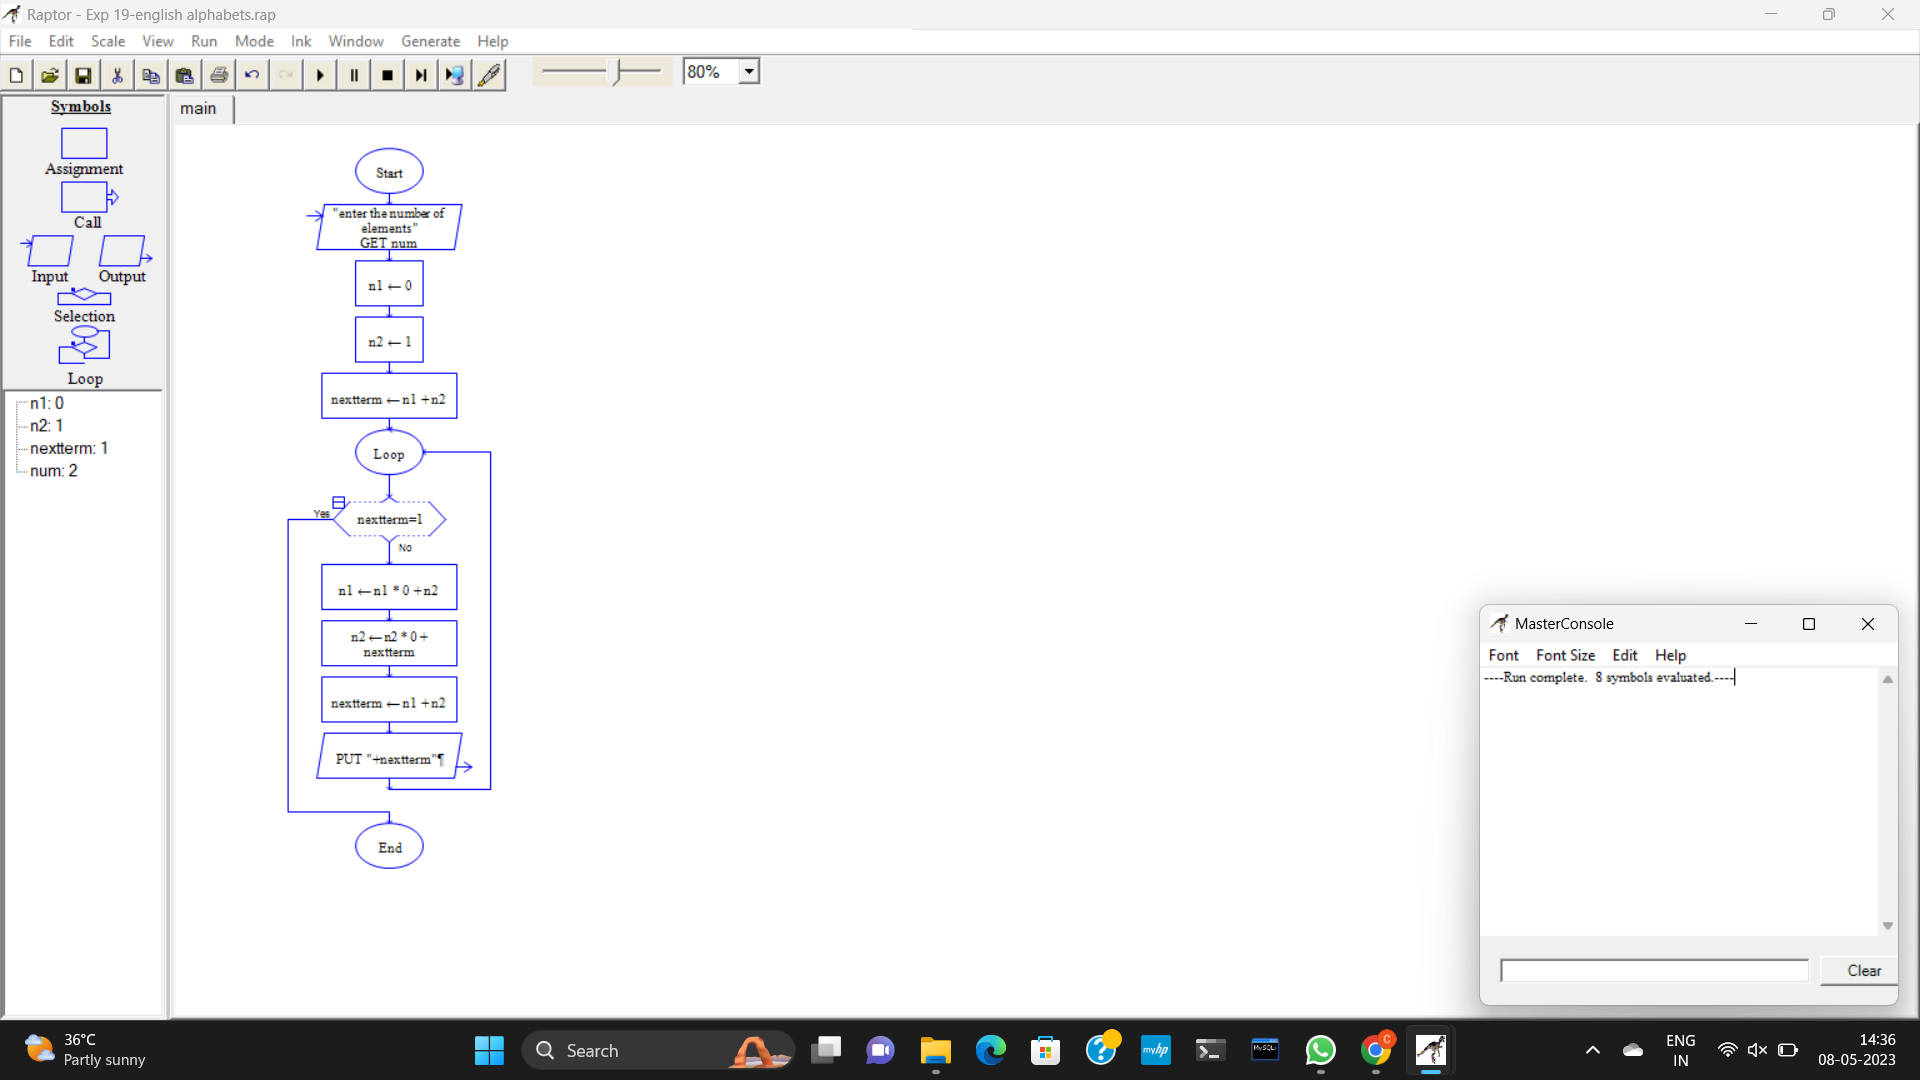 Raptor - Exp 19-english alphabets.rap
File Edit Scale View Run Mode Ink Window Generate Help
80%
Symbols
Assignment
Call
Input Output
Selection
Loop
n1: 0
n2: 1
nextterm: 1
num: 2
main
Start
"enter the number of
elements"
GET num
n1 ← 0
n2 ← 1
nextterm ← n1 + n2
Loop
Yes
nextterm=1
No
n1 ← n1 * 0 + n2
n2 ← n2 * 0 +
nextterm
nextterm ← n1 + n2
PUT "+nextterm"¶
End
MasterConsole
Font Font Size Edit Help
----Run complete.  8 symbols evaluated.----
Clear
36°C
Partly sunny
Search
myhp
MySQL
C
ENG
IN
14:36
08-05-2023